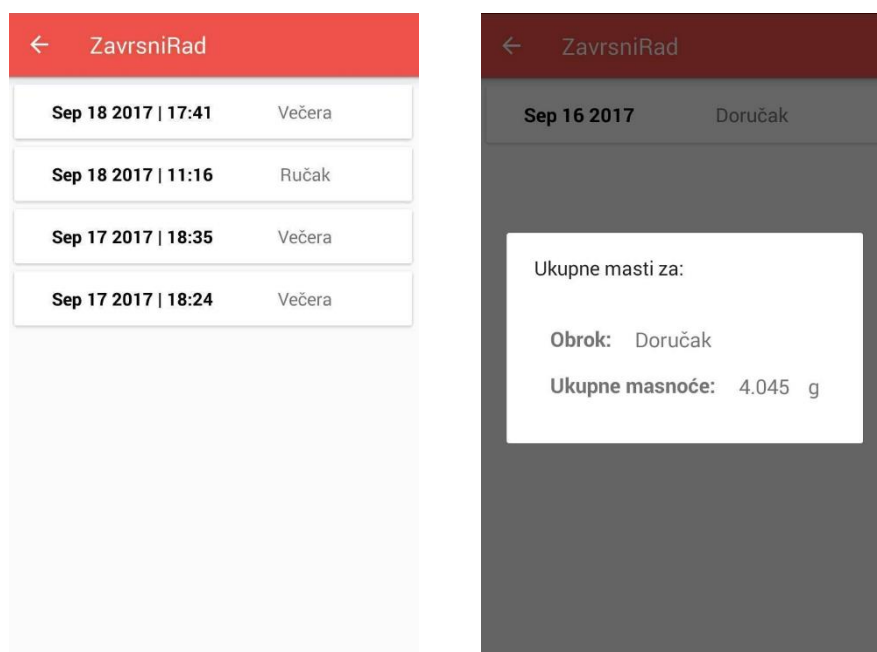 ZavrsniRad
Sep 18 2017 | 17:41 Večera
Sep 18 2017 | 11:16 Ručak
Sep 17 2017 | 18:35 Večera
Sep 17 2017 | 18:24 Večera
ZavrsniRad
Sep 16 2017 Doručak
Ukupne masti za:
Obrok: Doručak
Ukupne masnoće: 4.045 g